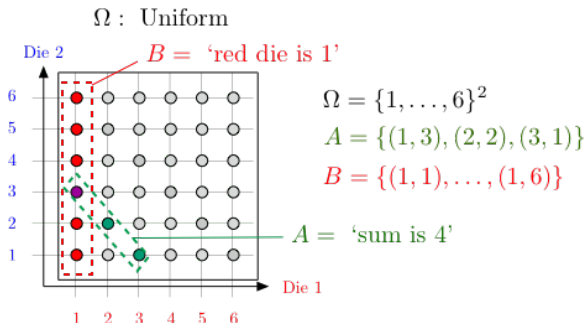 Ω : Uniform
Die 2
B = ‘red die is 1’
6
5
4
3
2
1
Ω = {1, . . . , 6}²
A = {(1, 3), (2, 2), (3, 1)}
B = {(1, 1), . . . , (1, 6)}
A = ‘sum is 4’
Die 1
1 2 3 4 5 6